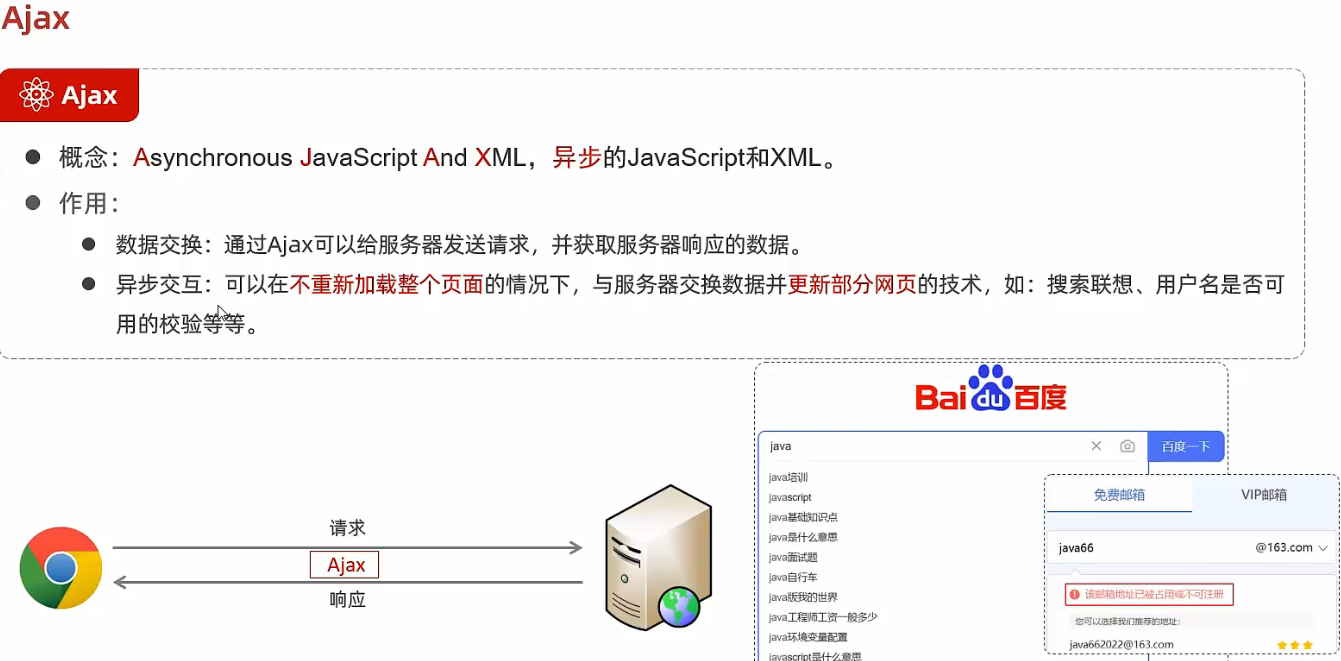 Ajax
Ajax
概念：Asynchronous JavaScript And XML，异步的JavaScript和XML。
作用：
数据交换：通过Ajax可以给服务器发送请求，并获取服务器响应的数据。
异步交互：可以在不重新加载整个页面的情况下，与服务器交换数据并更新部分网页的技术，如：搜索联想、用户名是否可
用的校验等等。
请求
Ajax
响应
Bai du 百度
java
百度一下
java培训
javascript
java基础知识点
java是什么意思
java面试题
java自行车
java版我的世界
java工程师工资一般多少
java环境变量配置
javascript是什么意思
免费邮箱 VIP邮箱
java66 @163.com
该邮箱地址已被占用或不可注册
您可以选择我们推荐的地址：
java662022@163.com